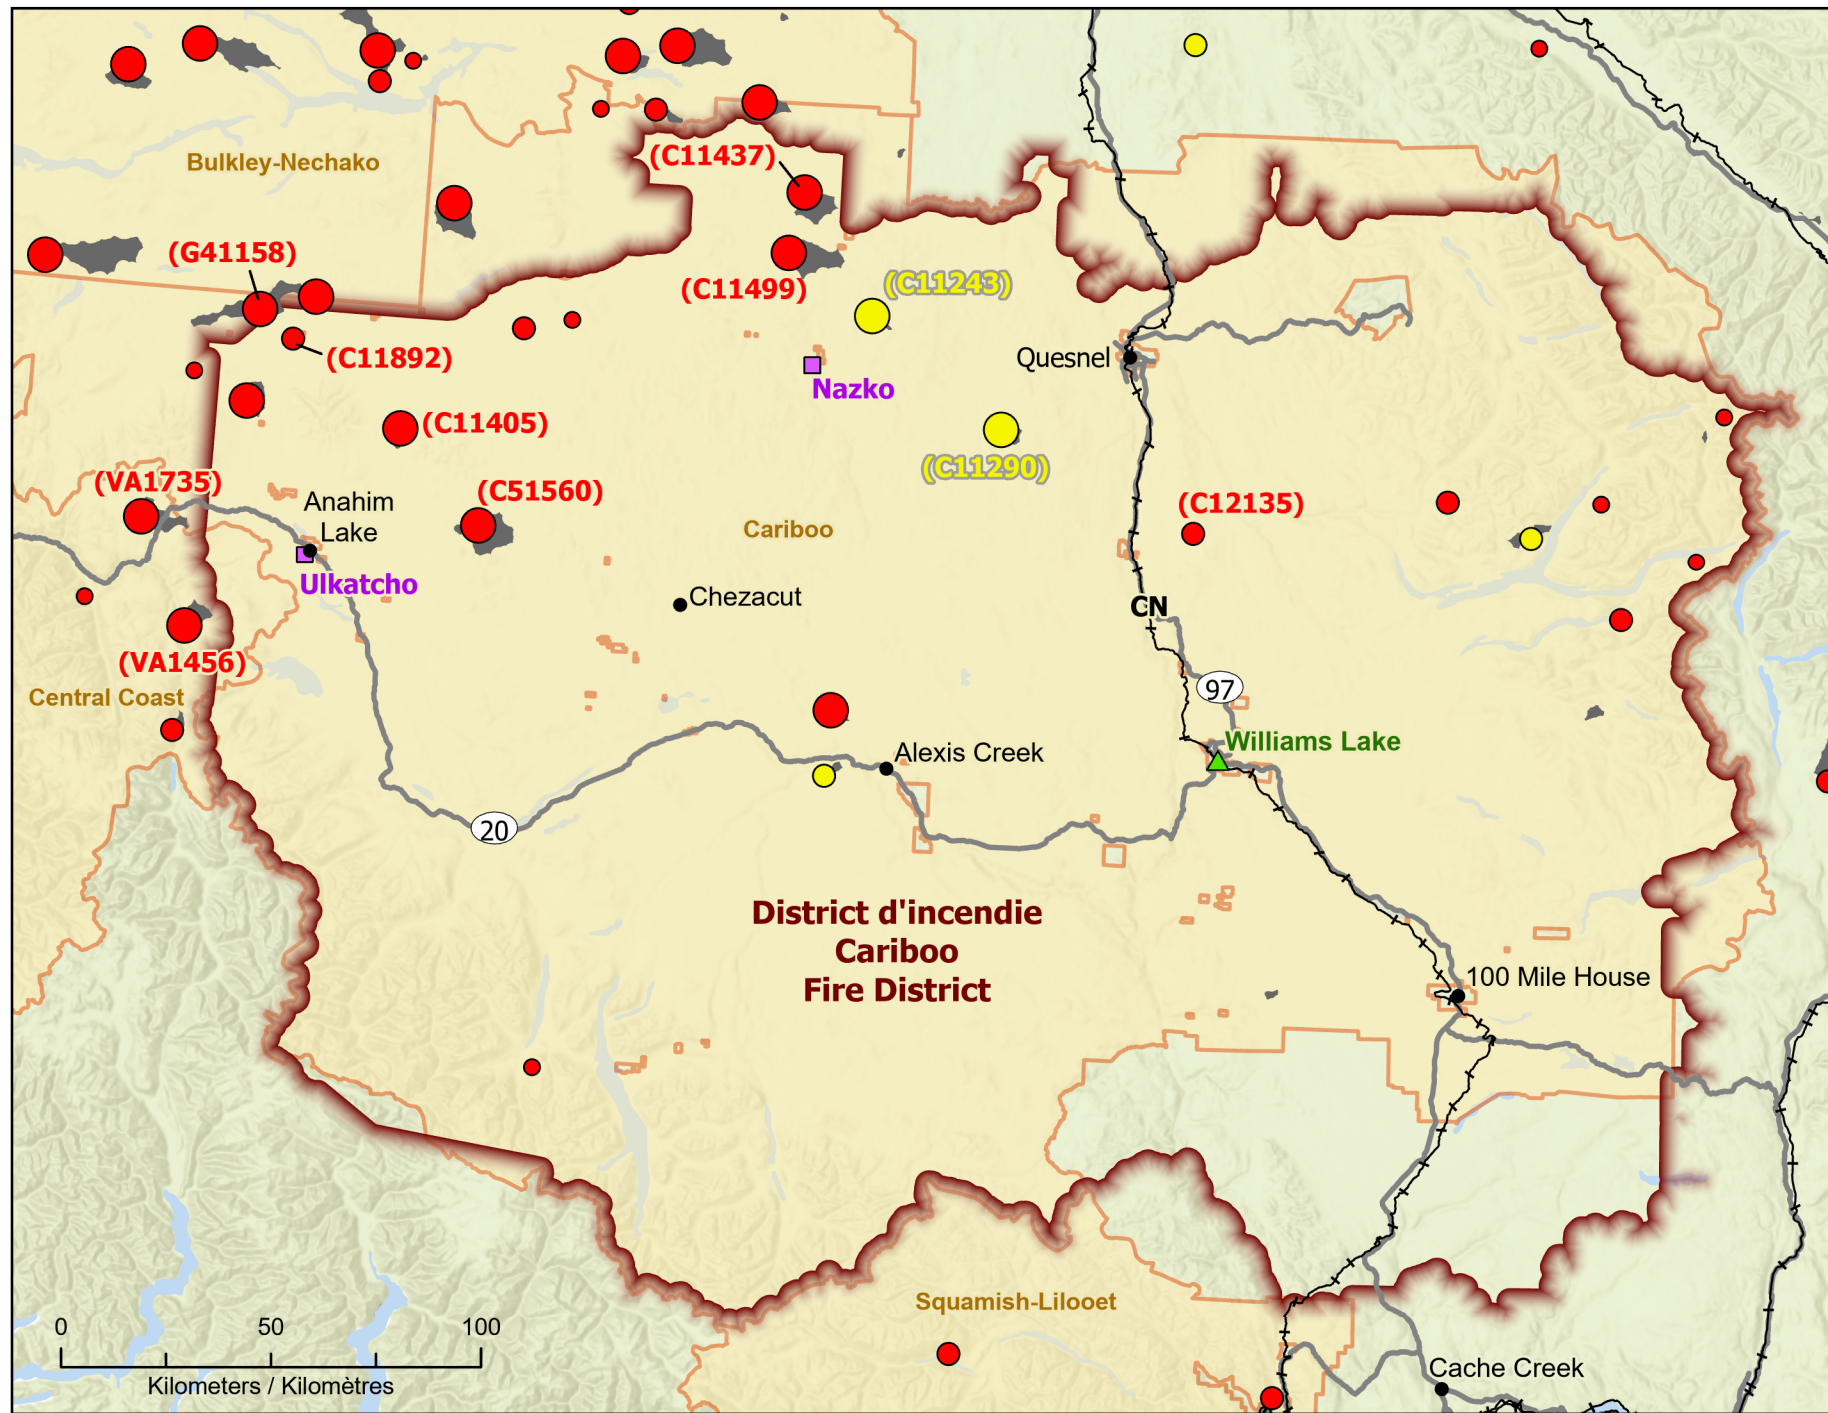 (C11437)
Bulkley-Nechako
(G41158)
(C11499)
(C11243)
(C11892)
Quesnel
Nazko
(C11405)
(C11290)
(VA1735)
(C51560)
(C12135)
Anahim
Lake
Cariboo
Ulkatcho
Chezacut
CN
(VA1456)
97
Central Coast
Williams Lake
Alexis Creek
20
District d'incendie
Cariboo
Fire District
100 Mile House
Squamish-Lilooet
0 50 100
Kilometers / Kilomètres
Cache Creek